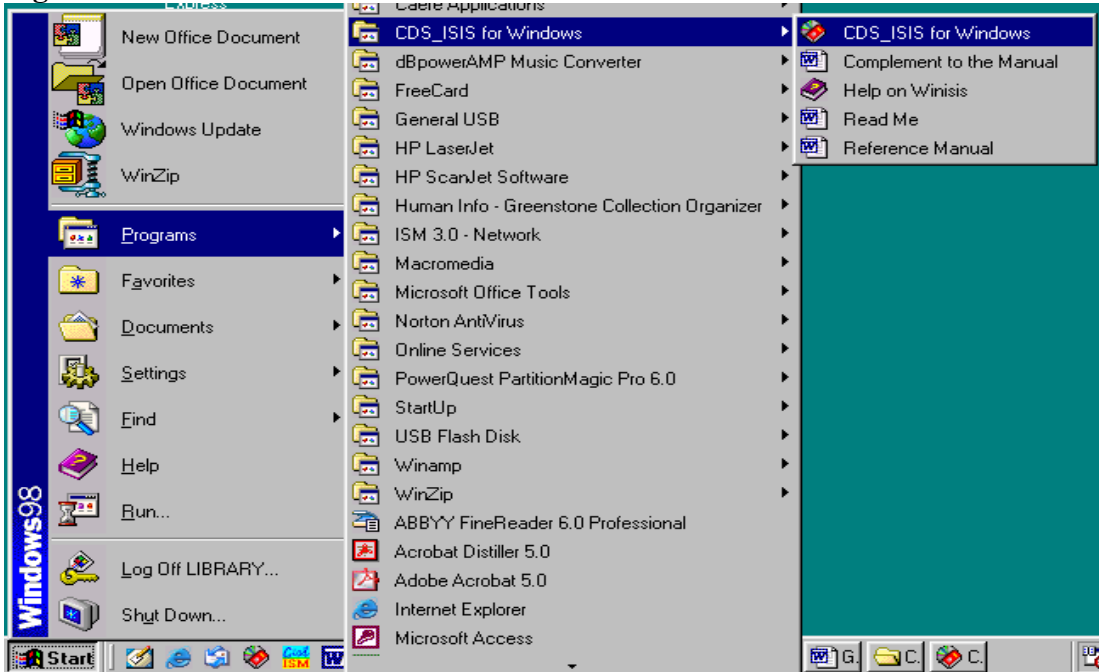 Express
New Office Document
Open Office Document
Windows Update
WinZip
Programs
Favorites
Documents
Settings
Find
Help
Run...
Log Off LIBRARY...
Shut Down...
Windows98
Caere Applications
CDS_ISIS for Windows
dBpowerAMP Music Converter
FreeCard
General USB
HP LaserJet
HP ScanJet Software
Human Info - Greenstone Collection Organizer
ISM 3.0 - Network
Macromedia
Microsoft Office Tools
Norton AntiVirus
Online Services
PowerQuest PartitionMagic Pro 6.0
StartUp
USB Flash Disk
Winamp
WinZip
ABBYY FineReader 6.0 Professional
Acrobat Distiller 5.0
Adobe Acrobat 5.0
Internet Explorer
Microsoft Access
CDS_ISIS for Windows
Complement to the Manual
Help on Winisis
Read Me
Reference Manual
Start
ISM
G.
C.
C.